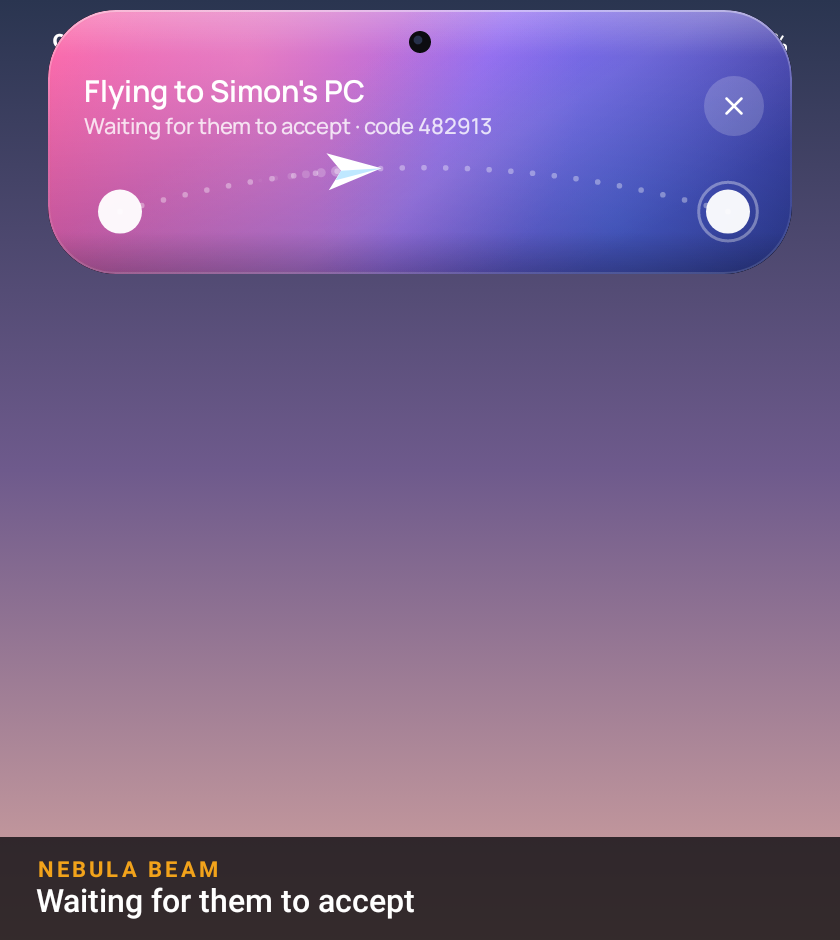 Flying to Simon's PC
Waiting for them to accept · code 482913
NEBULA BEAM
Waiting for them to accept